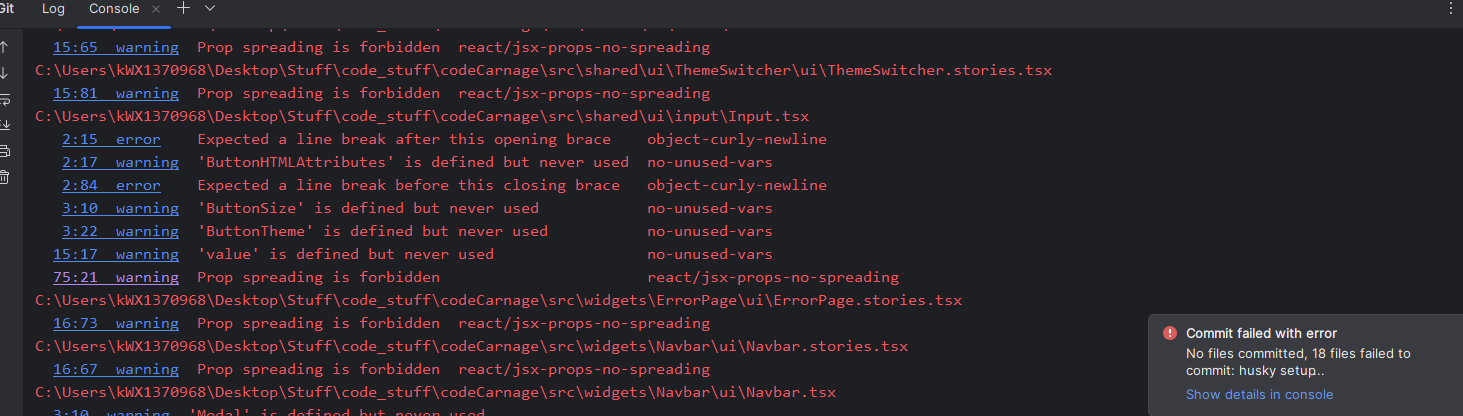 Git Log Console
15:65 warning Prop spreading is forbidden react/jsx-props-no-spreading
C:\Users\kWX1370968\Desktop\Stuff\code_stuff\codeCarnage\src\shared\ui\ThemeSwitcher\ui\ThemeSwitcher.stories.tsx
15:81 warning Prop spreading is forbidden react/jsx-props-no-spreading
C:\Users\kWX1370968\Desktop\Stuff\code_stuff\codeCarnage\src\shared\ui\input\Input.tsx
2:15 error Expected a line break after this opening brace object-curly-newline
2:17 warning 'ButtonHTMLAttributes' is defined but never used no-unused-vars
2:84 error Expected a line break before this closing brace object-curly-newline
3:10 warning 'ButtonSize' is defined but never used no-unused-vars
3:22 warning 'ButtonTheme' is defined but never used no-unused-vars
15:17 warning 'value' is defined but never used no-unused-vars
75:21 warning Prop spreading is forbidden react/jsx-props-no-spreading
C:\Users\kWX1370968\Desktop\Stuff\code_stuff\codeCarnage\src\widgets\ErrorPage\ui\ErrorPage.stories.tsx
16:73 warning Prop spreading is forbidden react/jsx-props-no-spreading
C:\Users\kWX1370968\Desktop\Stuff\code_stuff\codeCarnage\src\widgets\Navbar\ui\Navbar.stories.tsx
16:67 warning Prop spreading is forbidden react/jsx-props-no-spreading
C:\Users\kWX1370968\Desktop\Stuff\code_stuff\codeCarnage\src\widgets\Navbar\ui\Navbar.tsx
3:10 warning 'Modal' is defined but never used
Commit failed with error
No files committed, 18 files failed to
commit: husky setup..
Show details in console